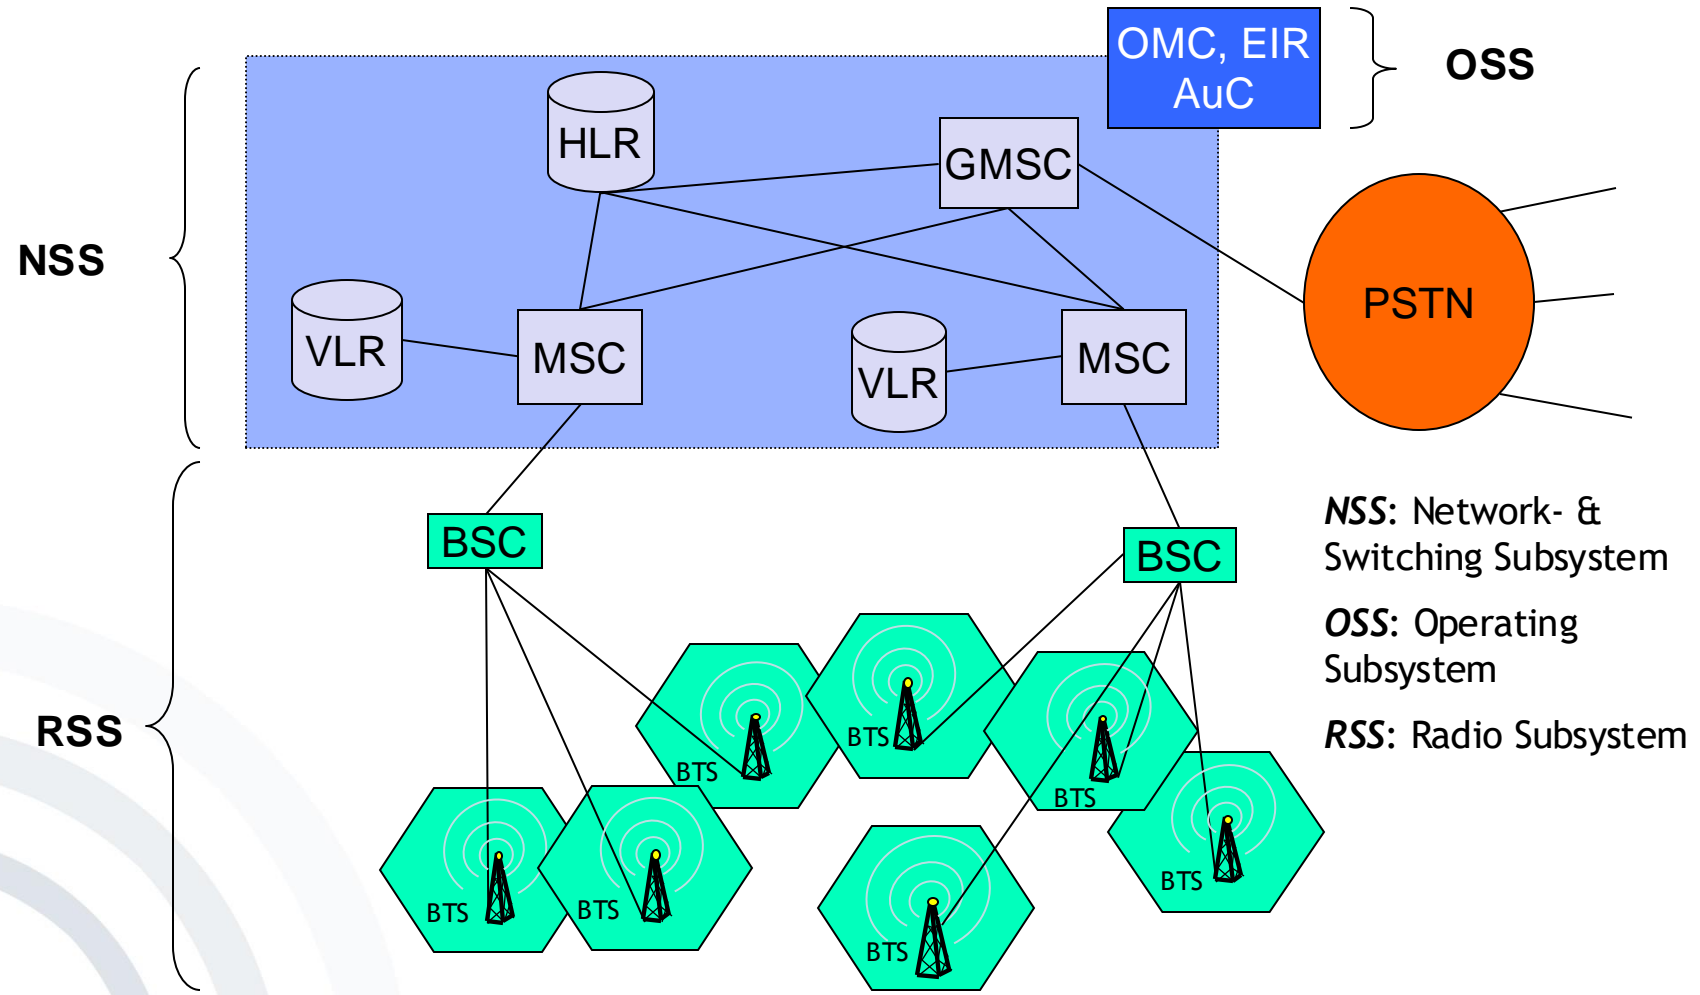 OMC, EIR
AuC
OSS
HLR
GMSC
NSS
PSTN
VLR
MSC
VLR
MSC
BSC
BSC
NSS: Network- &
Switching Subsystem
OSS: Operating
Subsystem
RSS: Radio Subsystem
RSS
BTS
BTS
BTS
BTS
BTS
BTS
BTS